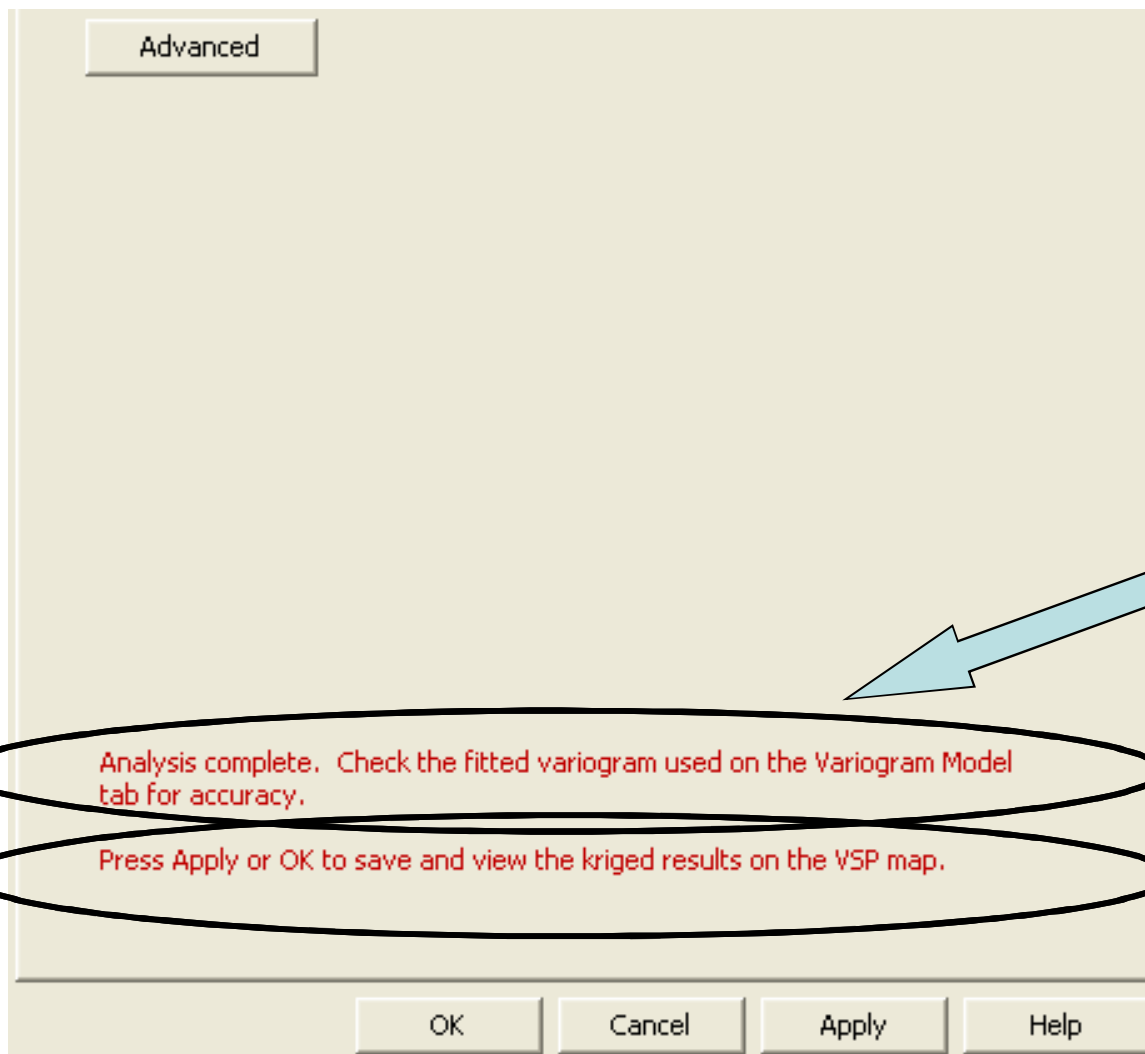 Advanced
Analysis complete.  Check the fitted variogram used on the Variogram Model
tab for accuracy.
Press Apply or OK to save and view the kriged results on the VSP map.
OK
Cancel
Apply
Help